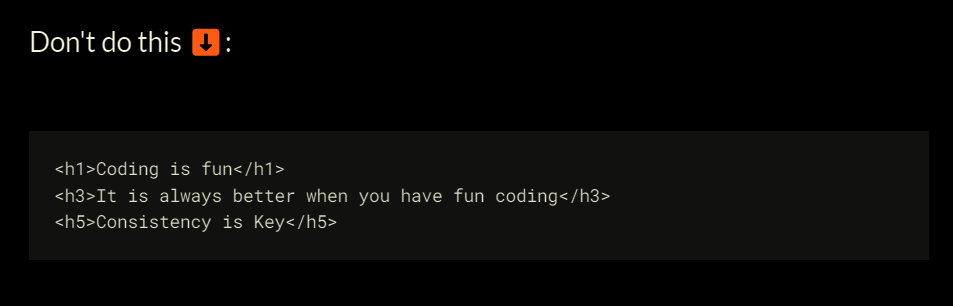 Don't do this ⬇:
<h1>Coding is fun</h1>
<h3>It is always better when you have fun coding</h3>
<h5>Consistency is Key</h5>